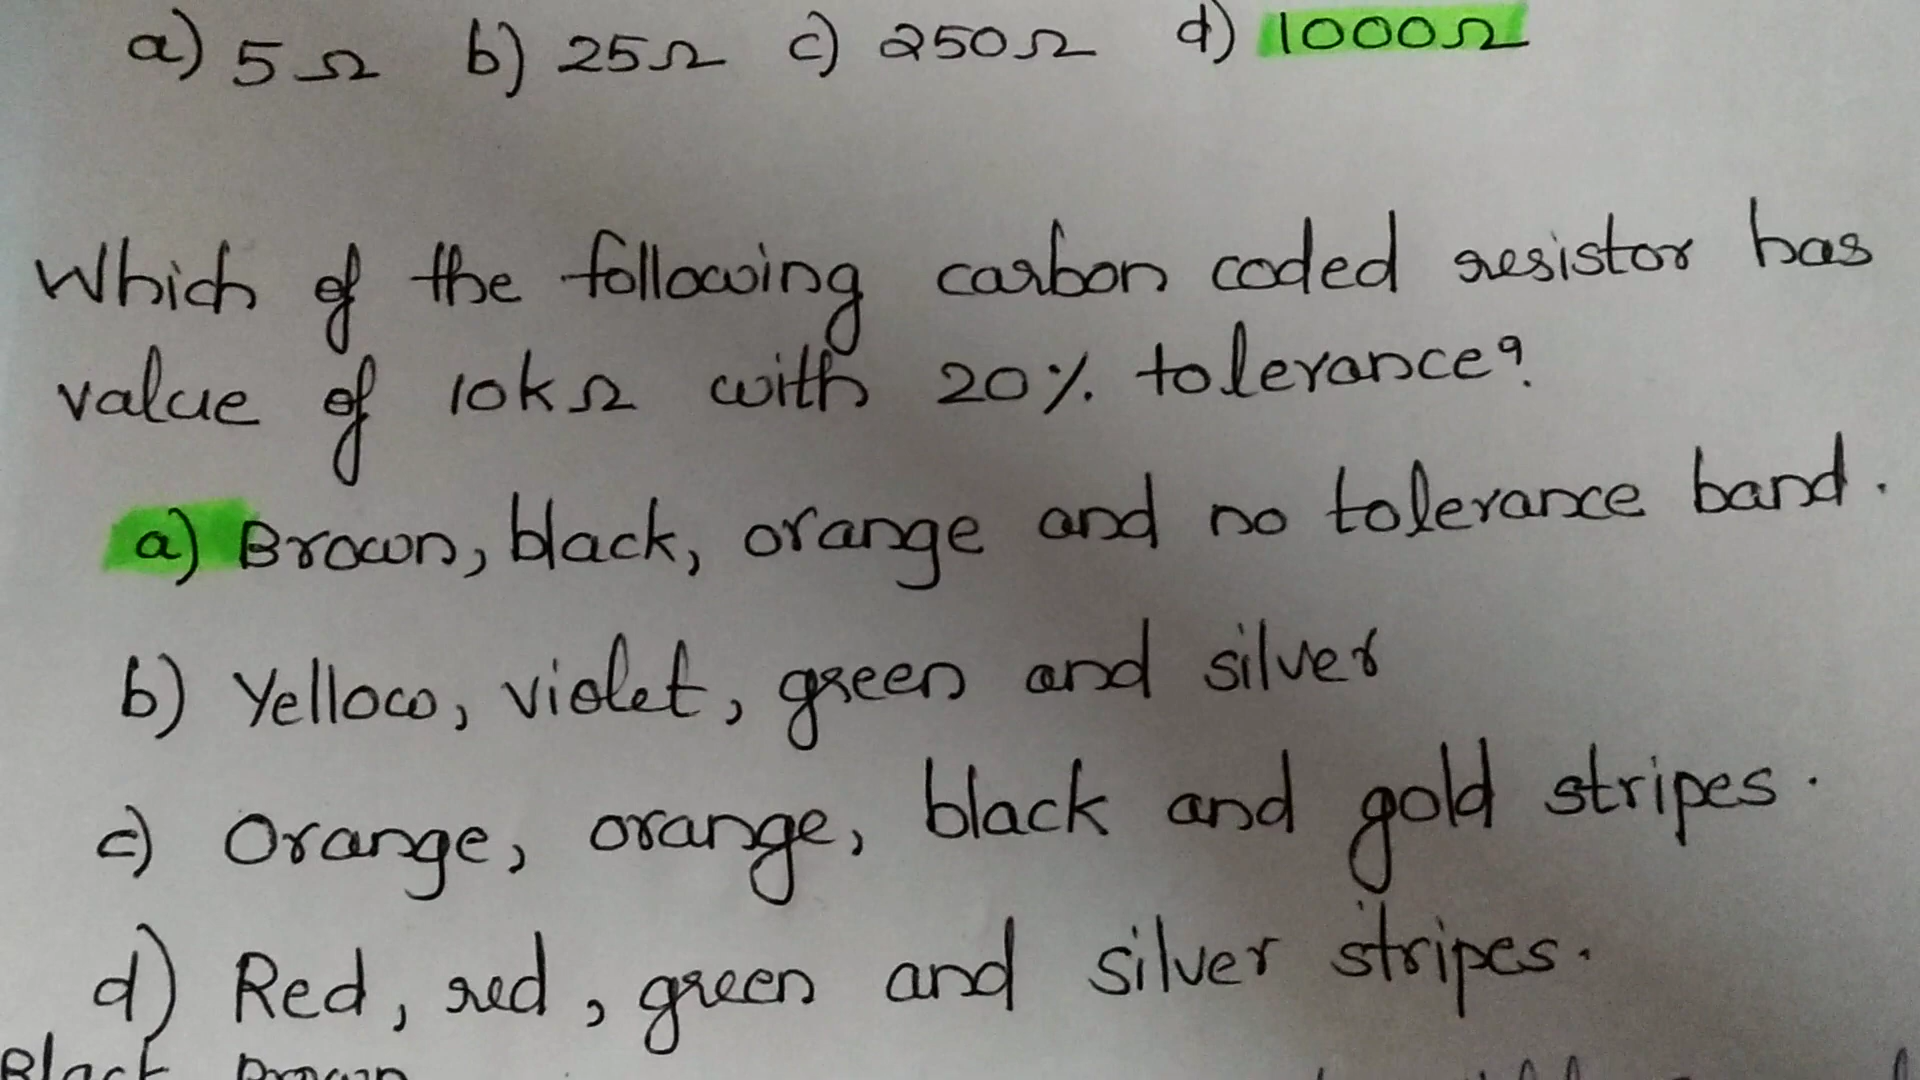 a) 5Ω b) 25Ω c) 250Ω d) 1000Ω
Which of the following carbon coded resistor has
value of 10kΩ with 20% tolerance?
a) Brown, black, orange and no tolerance band.
b) Yellow, violet, green and silver
c) Orange, orange, black and gold stripes.
d) Red, red, green and silver stripes.
Black Brown